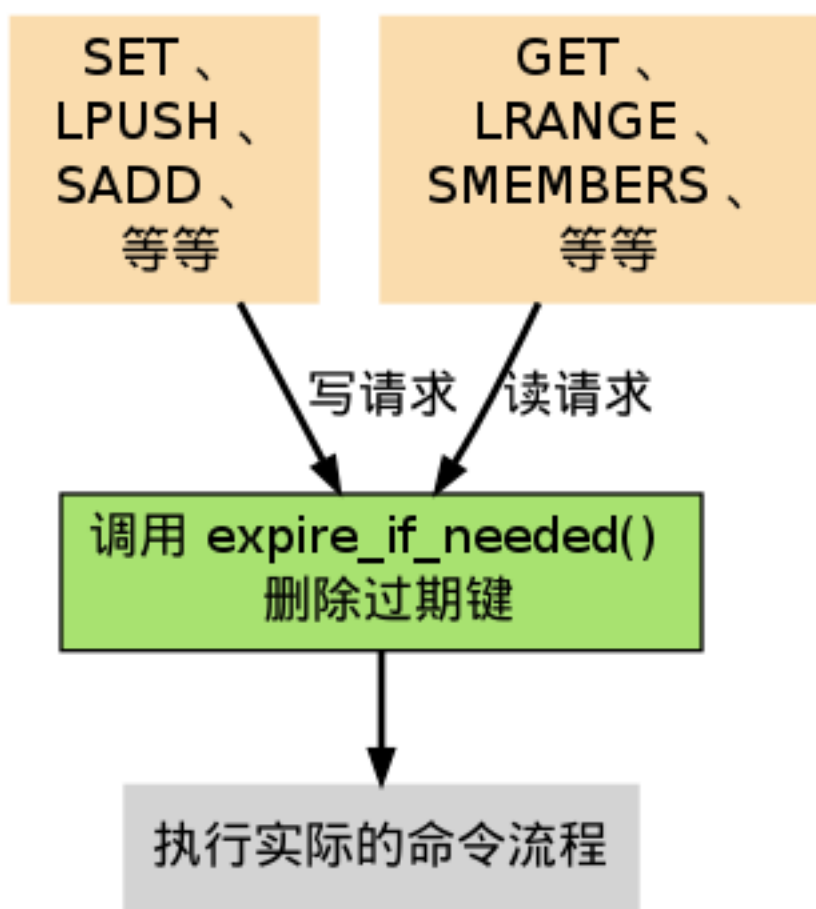 SET 、
LPUSH 、
SADD 、
等等
GET 、
LRANGE 、
SMEMBERS 、
等等
写请求
读请求
调用 expire_if_needed()
删除过期键
执行实际的命令流程